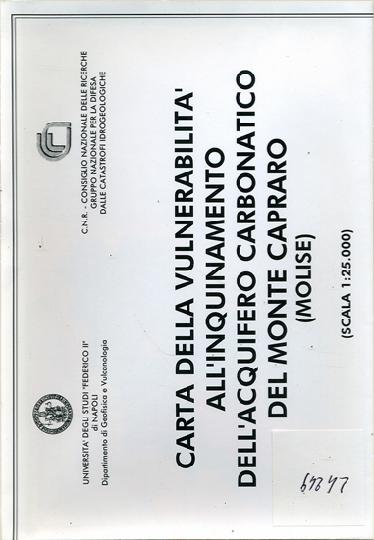 UNIVERSITA' DEGLI STUDI "FEDERICO II"
di NAPOLI
Dipartimento di Geofisica e Vulcanologia
C.N.R. - CONSIGLIO NAZIONALE DELLE RICERCHE
GRUPPO NAZIONALE PER LA DIFESA
DALLE CATASTROFI IDROGEOLOGICHE
CARTA DELLA VULNERABILITA'
ALL'INQUINAMENTO
DELL'ACQUIFERO CARBONATICO
DEL MONTE CAPRARO
(MOLISE)
(SCALA 1:25.000)